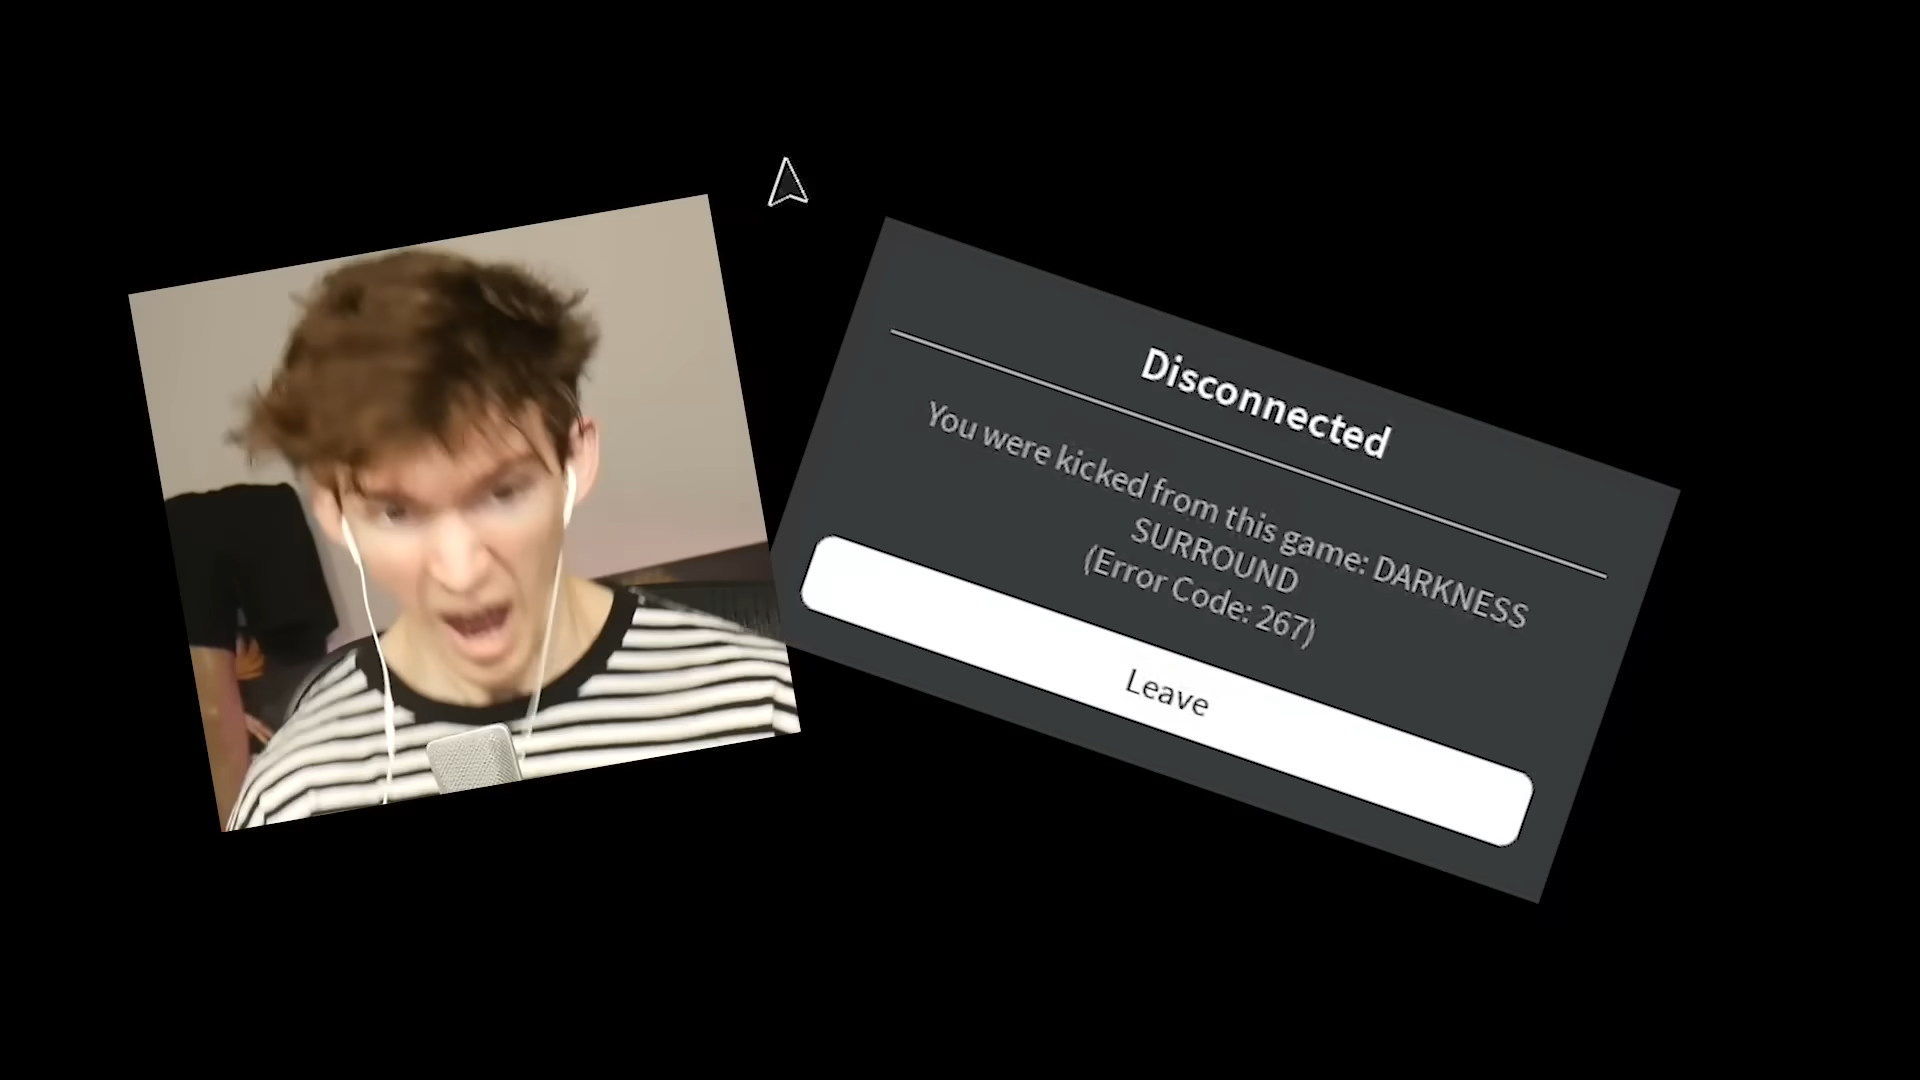 Disconnected
You were kicked from this game: DARKNESS
SURROUND
(Error Code: 267)
Leave